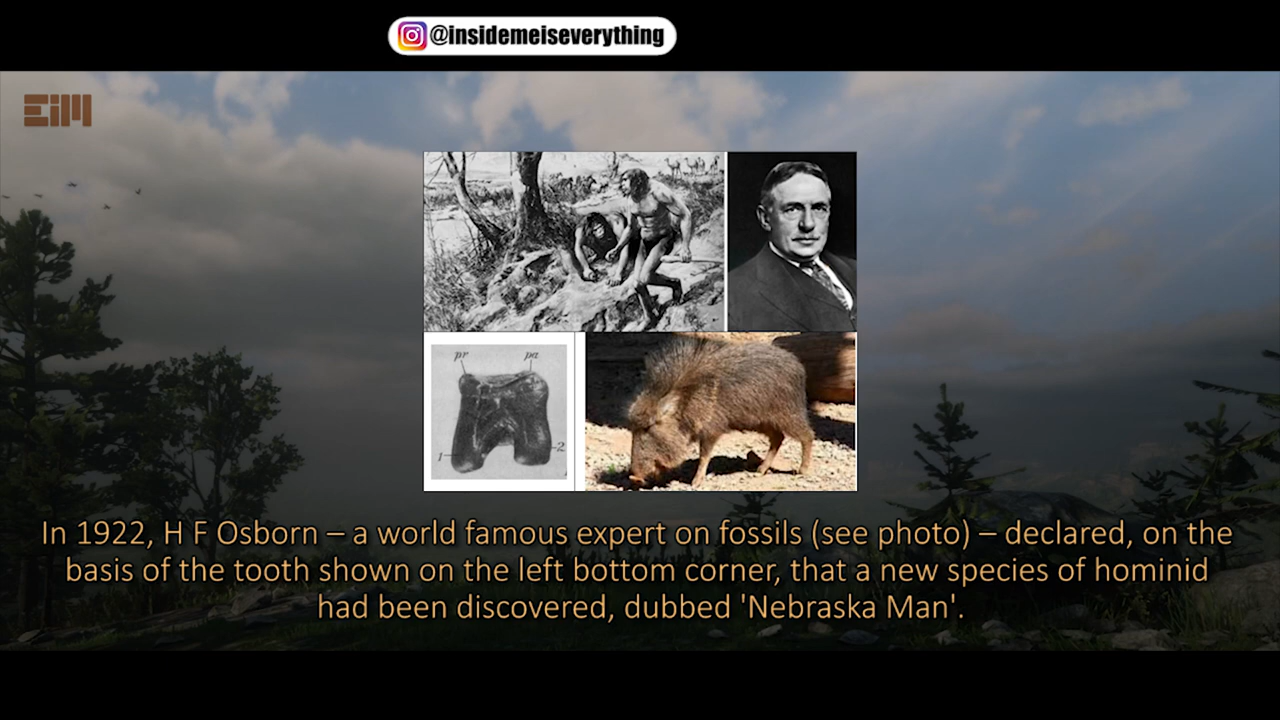 @insidemeiseverything
EiM
pr pa
1 2
In 1922, H F Osborn – a world famous expert on fossils (see photo) – declared, on the
basis of the tooth shown on the left bottom corner, that a new species of hominid
had been discovered, dubbed 'Nebraska Man'.